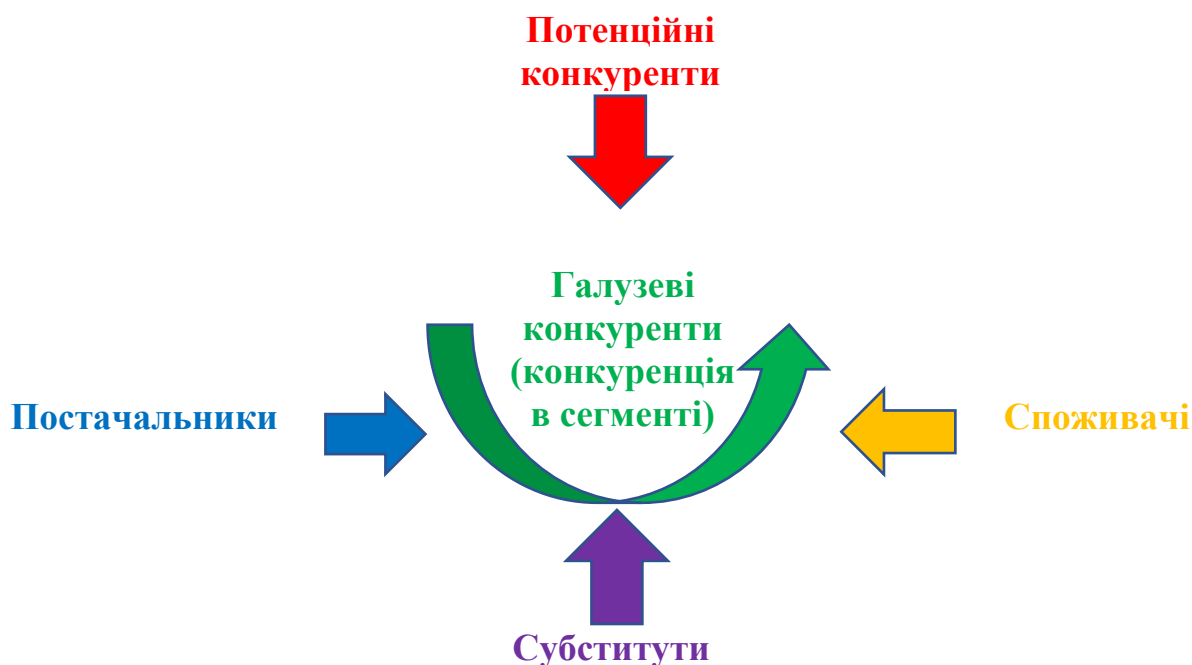 Потенційні
конкуренти
Галузеві
конкуренти
(конкуренція
в сегменті)
Постачальники
Споживачі
Субститути